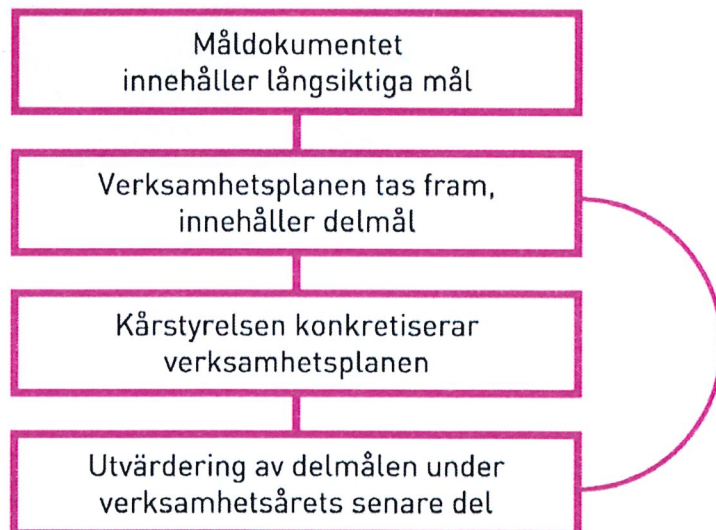 Måldokumentet
innehåller långsiktiga mål
Verksamhetsplanen tas fram,
innehåller delmål
Kårstyrelsen konkretiserar
verksamhetsplanen
Utvärdering av delmålen under
verksamhetsårets senare del